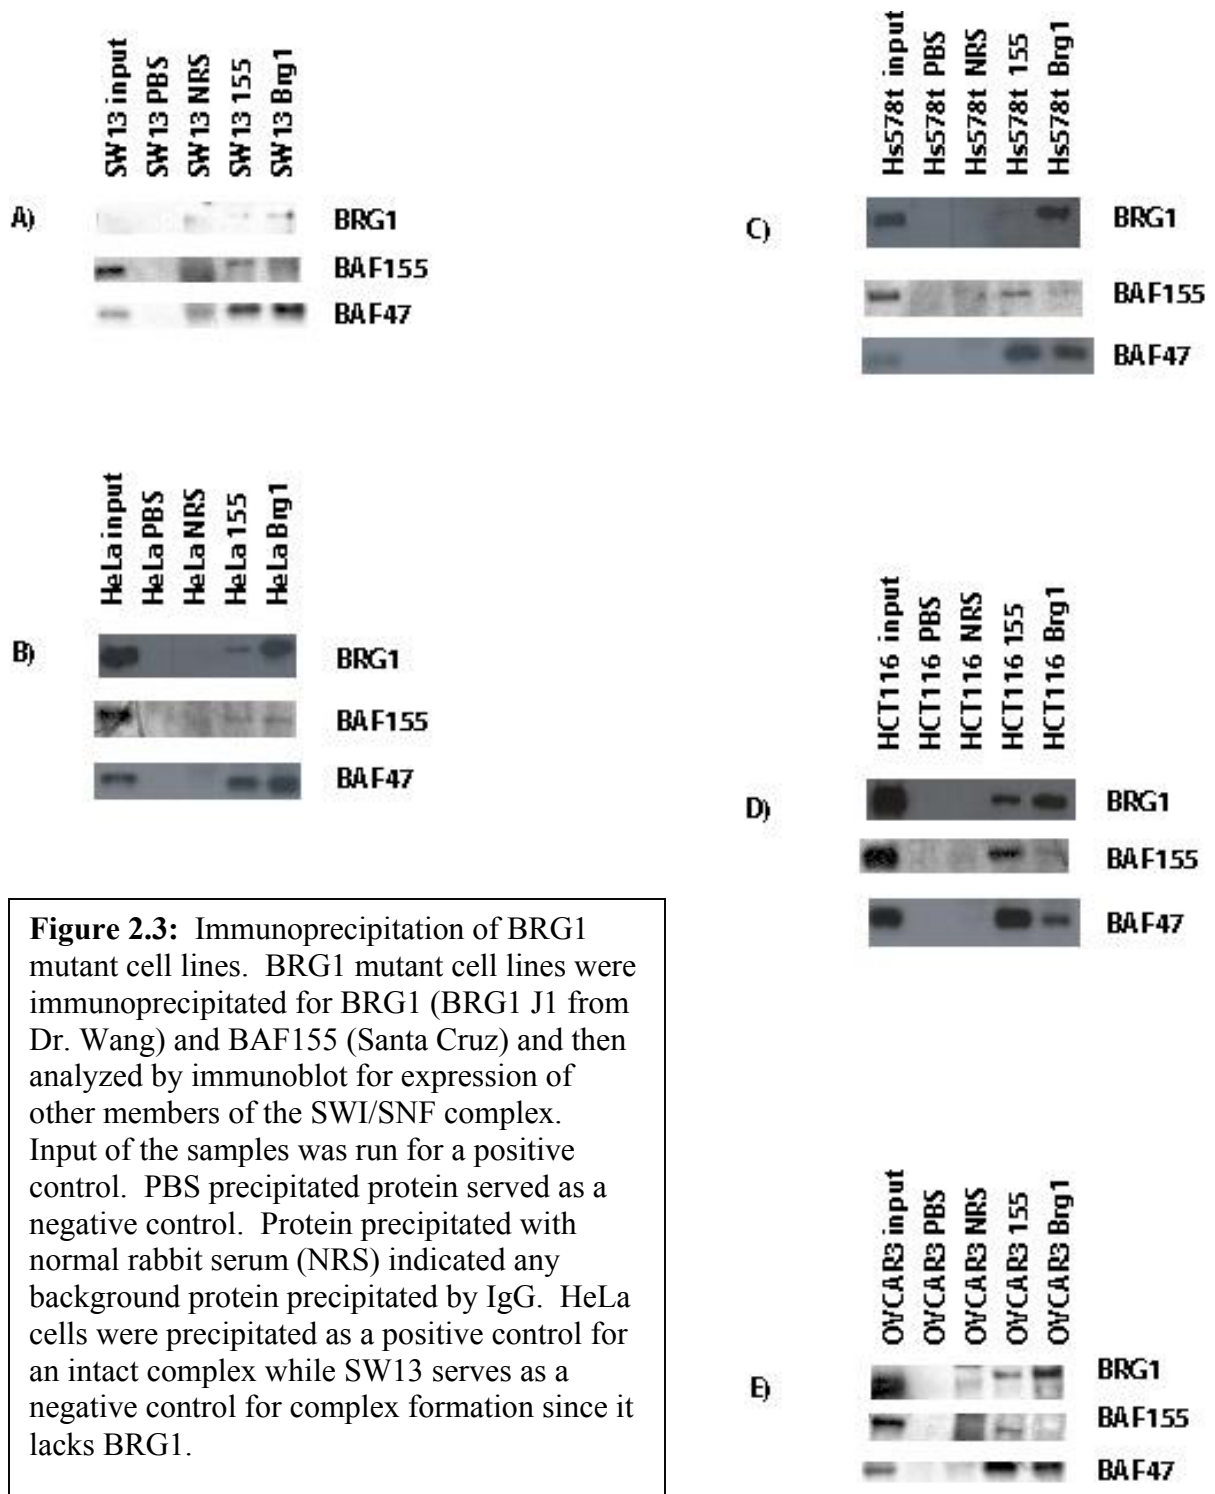 SW13 input
SW13 PBS
SW13 NRS
SW13 155
SW13 Brg1
A)
BRG1
BAF155
BAF47
HeLa input
HeLa PBS
HeLa NRS
HeLa 155
HeLa Brg1
B)
BRG1
BAF155
BAF47
Hs578t input
Hs578t PBS
Hs578t NRS
Hs578t 155
Hs578t Brg1
C)
BRG1
BAF155
BAF47
HCT116 input
HCT116 PBS
HCT116 NRS
HCT116 155
HCT116 Brg1
D)
BRG1
BAF155
BAF47
OVCAR3 input
OVCAR3 PBS
OVCAR3 NRS
OVCAR3 155
OVCAR3 Brg1
E)
BRG1
BAF155
BAF47
Figure 2.3: Immunoprecipitation of BRG1
mutant cell lines. BRG1 mutant cell lines were
immunoprecipitated for BRG1 (BRG1 J1 from
Dr. Wang) and BAF155 (Santa Cruz) and then
analyzed by immunoblot for expression of
other members of the SWI/SNF complex.
Input of the samples was run for a positive
control. PBS precipitated protein served as a
negative control. Protein precipitated with
normal rabbit serum (NRS) indicated any
background protein precipitated by IgG. HeLa
cells were precipitated as a positive control for
an intact complex while SW13 serves as a
negative control for complex formation since it
lacks BRG1.